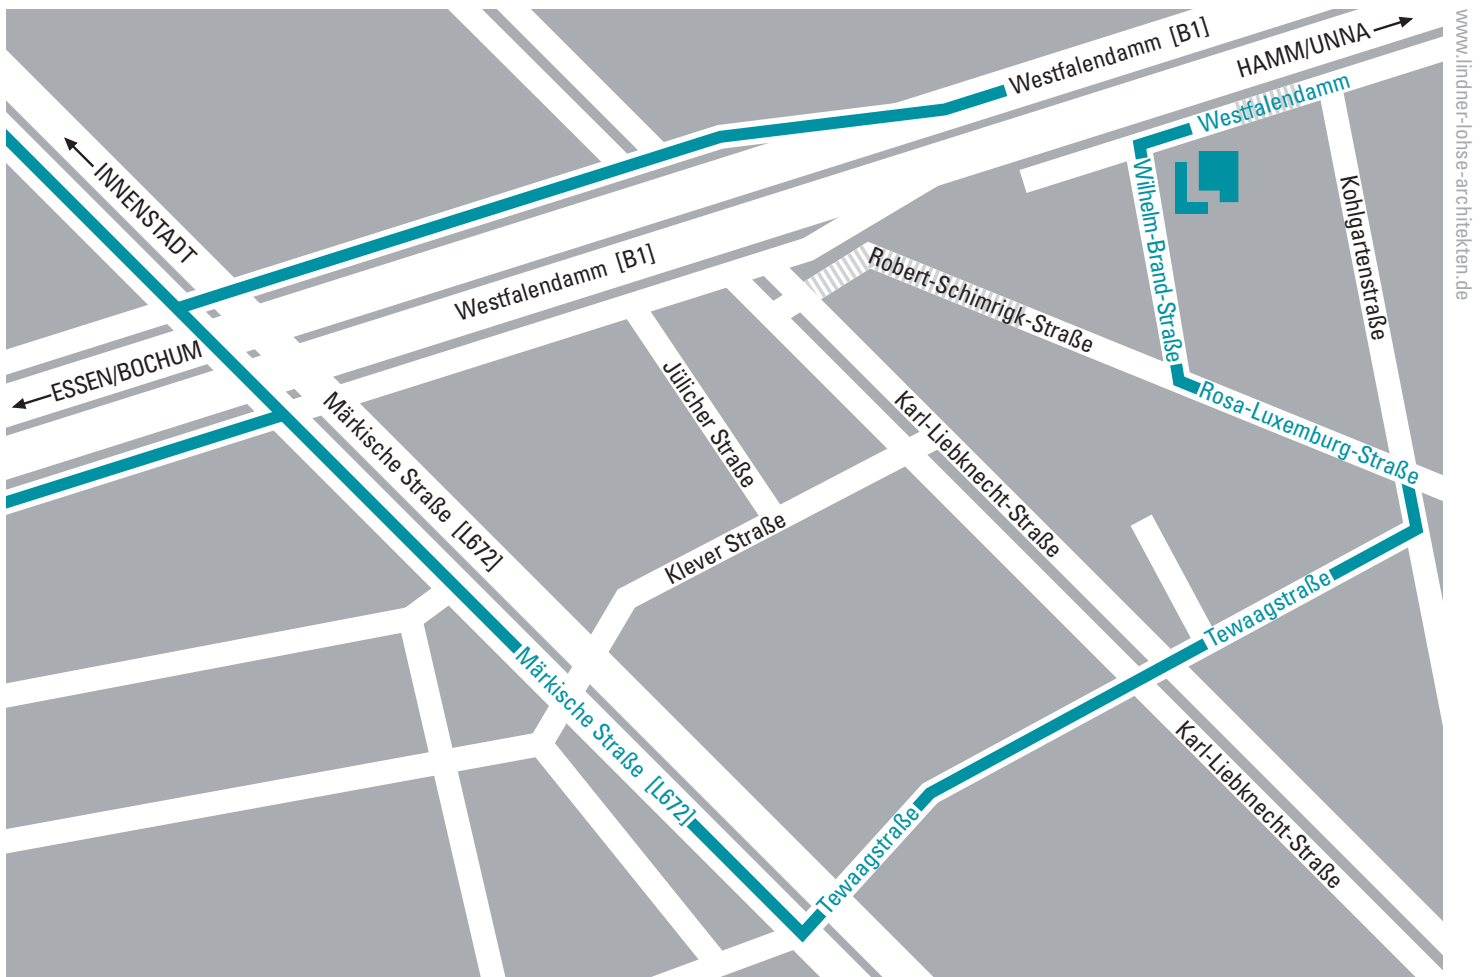 Westfalendamm [B1]
HAMM/UNNA
Westfalendamm
www.lindner-lohse-architekten.de
INNENSTADT
Wilhelm-Brand-Straße
Kohlgartenstraße
Westfalendamm [B1]
Robert-Schimrigk-Straße
ESSEN/BOCHUM
Jülicher Straße
Märkische Straße [L672]
Karl-Liebknecht-Straße
Rosa-Luxemburg-Straße
Klever Straße
Tewaagstraße
Märkische Straße [L672]
Karl-Liebknecht-Straße
Tewaagstraße